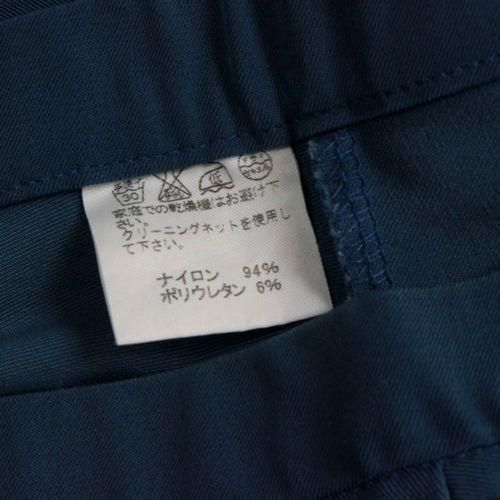 30 低
家庭での乾燥機はお避け下
さい。
クリーニングネットを使用し
て下さい。
ナイロン 94%
ポリウレタン 6%